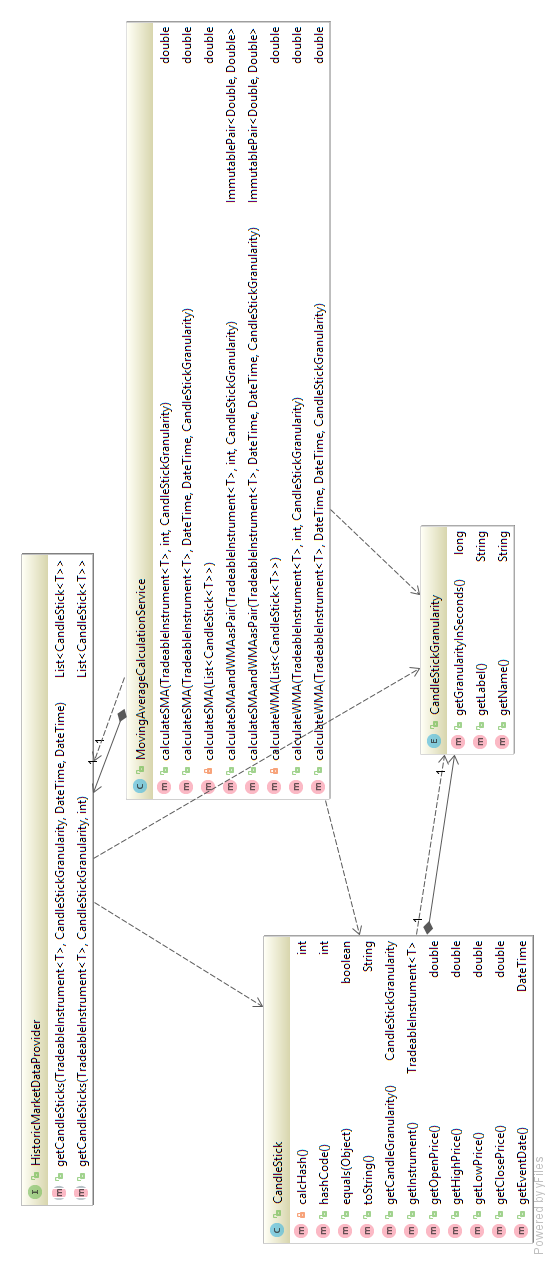 HistoricMarketDataProvider
getCandleSticks(TradeableInstrument<T>, CandleStickGranularity, DateTime, DateTime) List<CandleStick<T>>
getCandleSticks(TradeableInstrument<T>, CandleStickGranularity, int) List<CandleStick<T>>
MovingAverageCalculationService
calculateSMA(TradeableInstrument<T>, int, CandleStickGranularity) double
calculateSMA(TradeableInstrument<T>, DateTime, DateTime, CandleStickGranularity) double
calculateSMA(List<CandleStick<T>>) double
calculateSMAandWMAasPair(TradeableInstrument<T>, int, CandleStickGranularity) ImmutablePair<Double, Double>
calculateSMAandWMAasPair(TradeableInstrument<T>, DateTime, DateTime, CandleStickGranularity) ImmutablePair<Double, Double>
calculateWMA(List<CandleStick<T>>) double
calculateWMA(TradeableInstrument<T>, int, CandleStickGranularity) double
calculateWMA(TradeableInstrument<T>, DateTime, DateTime, CandleStickGranularity) double
1
1
CandleStick
calcHash() int
hashCode() int
equals(Object) boolean
toString() String
getCandleGranularity() CandleStickGranularity
getInstrument() TradeableInstrument<T>
getOpenPrice() double
getHighPrice() double
getLowPrice() double
getClosePrice() double
getEventDate() DateTime
1
1
CandleStickGranularity
getGranularityInSeconds() long
getLabel() String
getName() String
Powered by yFiles